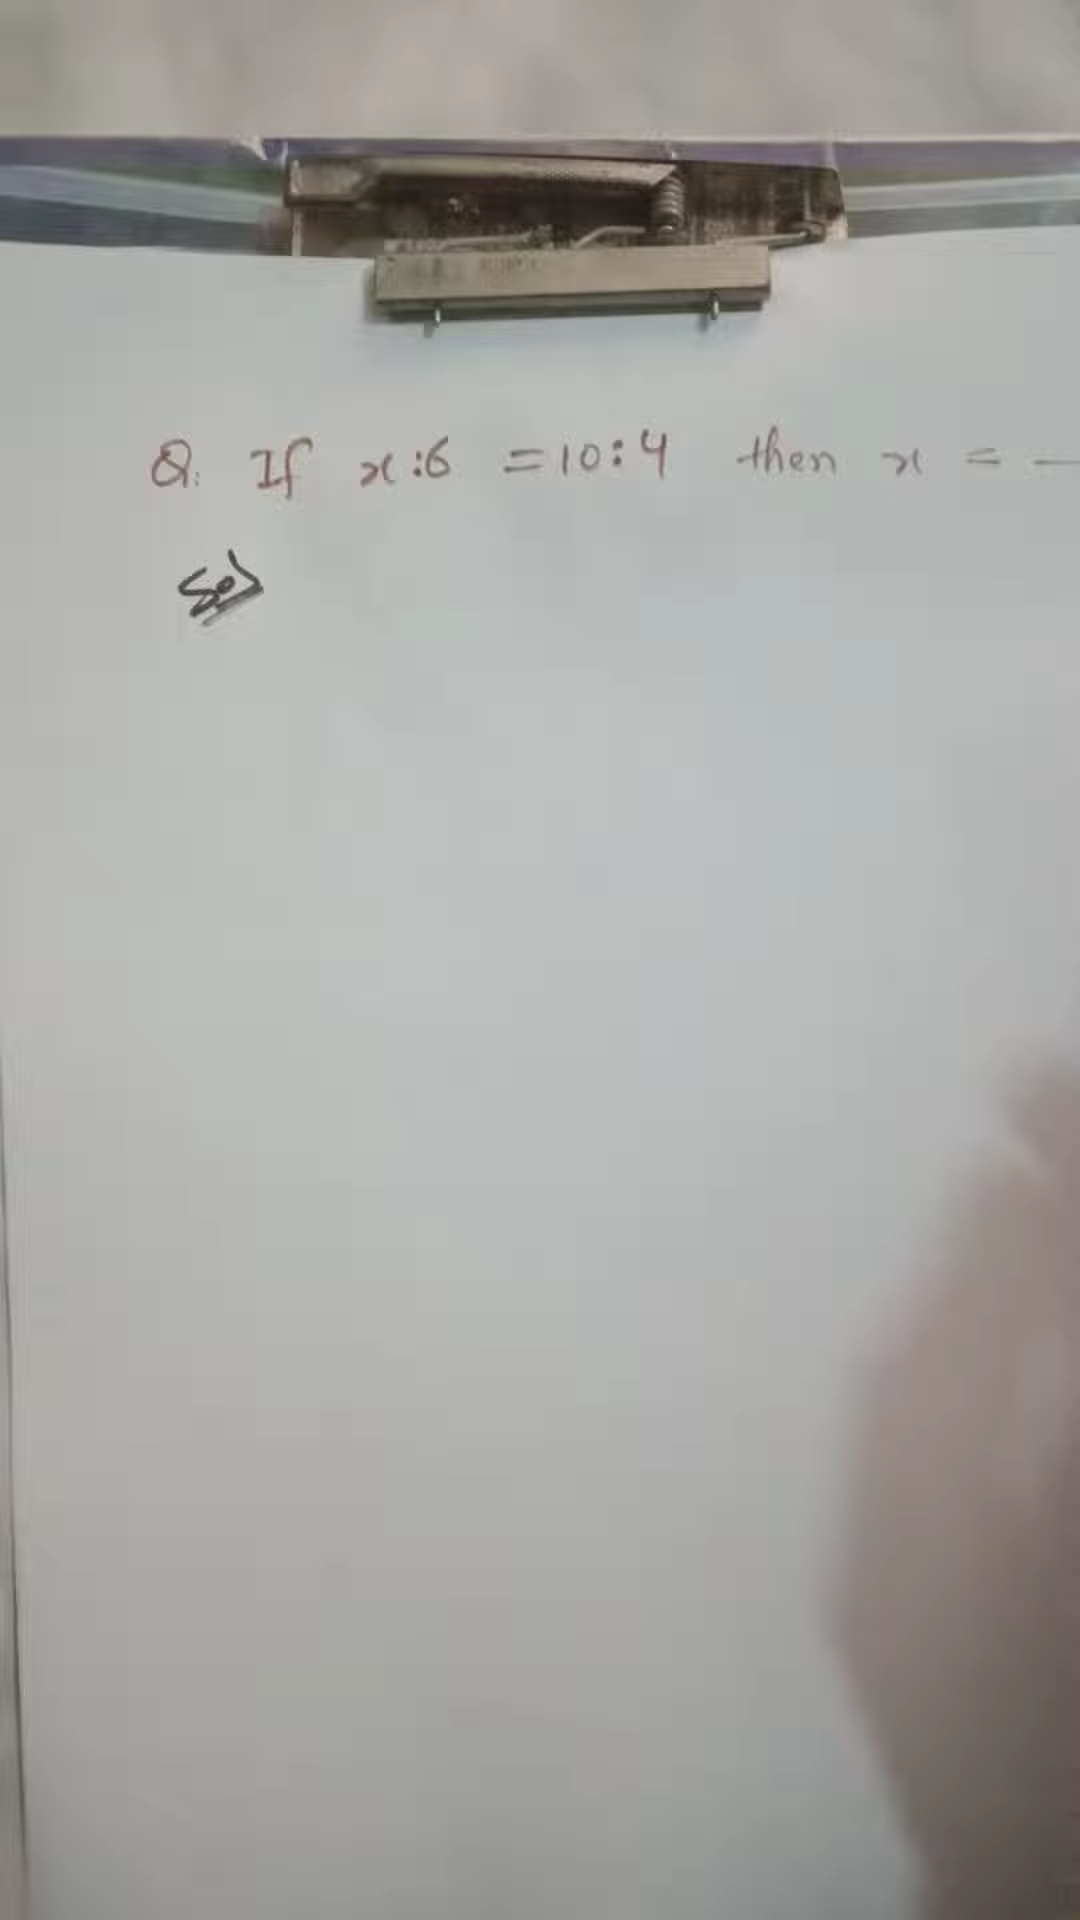 Q. If x:6 = 10:4 then x = —
Sol